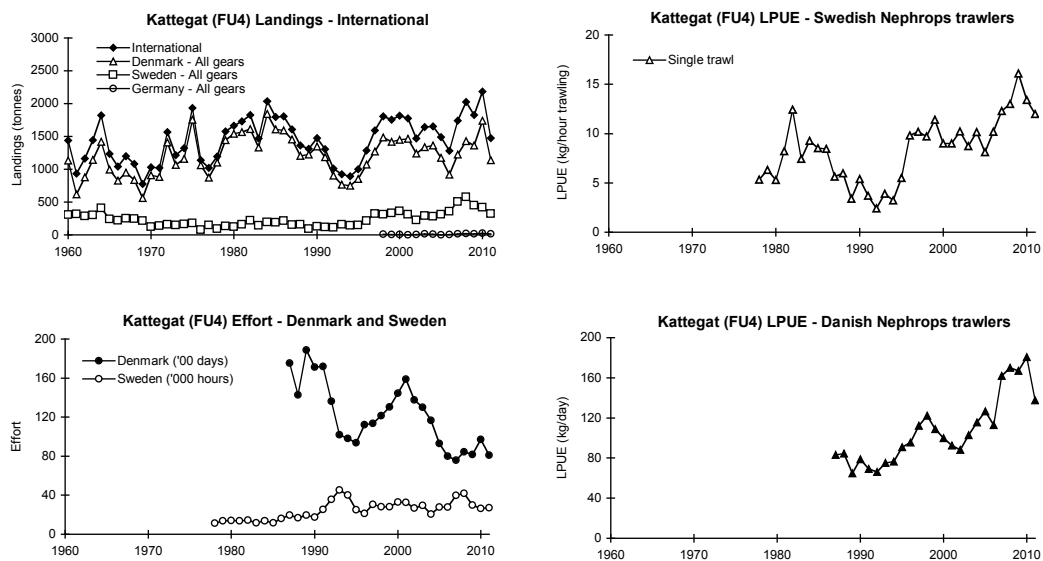 Kattegat (FU4) Landings - International
3000
2500
2000
1500
1000
500
0
Landings (tonnes)
International
Denmark - All gears
Sweden - All gears
Germany - All gears
1960 1970 1980 1990 2000 2010
Kattegat (FU4) LPUE - Swedish Nephrops trawlers
20
15
10
5
0
LPUE (kg/hour trawling)
Single trawl
1960 1970 1980 1990 2000 2010
Kattegat (FU4) Effort - Denmark and Sweden
200
160
120
80
40
0
Effort
Denmark ('00 days)
Sweden ('000 hours)
1960 1970 1980 1990 2000 2010
Kattegat (FU4) LPUE - Danish Nephrops trawlers
200
160
120
80
40
0
LPUE (kg/day)
1960 1970 1980 1990 2000 2010